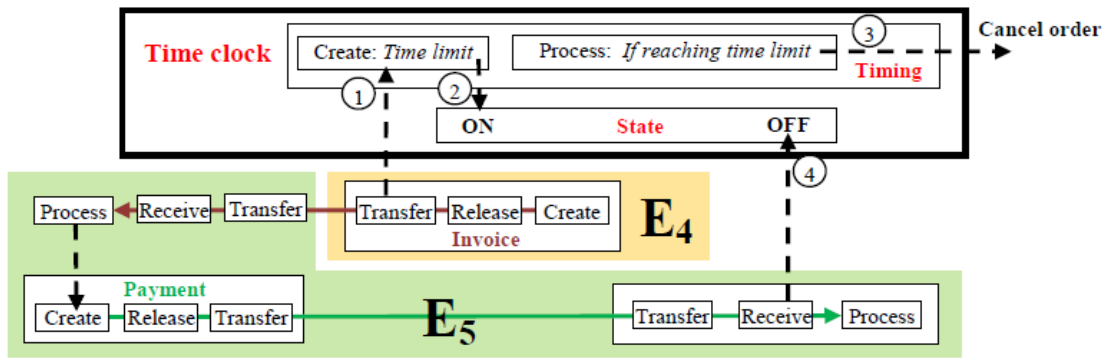 Cancel order
Time clock
Create: Time limit
Process: If reaching time limit
3
Timing
1
2
ON State OFF
4
Process Receive Transfer
Transfer Release Create
Invoice
E4
Payment
Create Release Transfer
E5
Transfer Receive Process